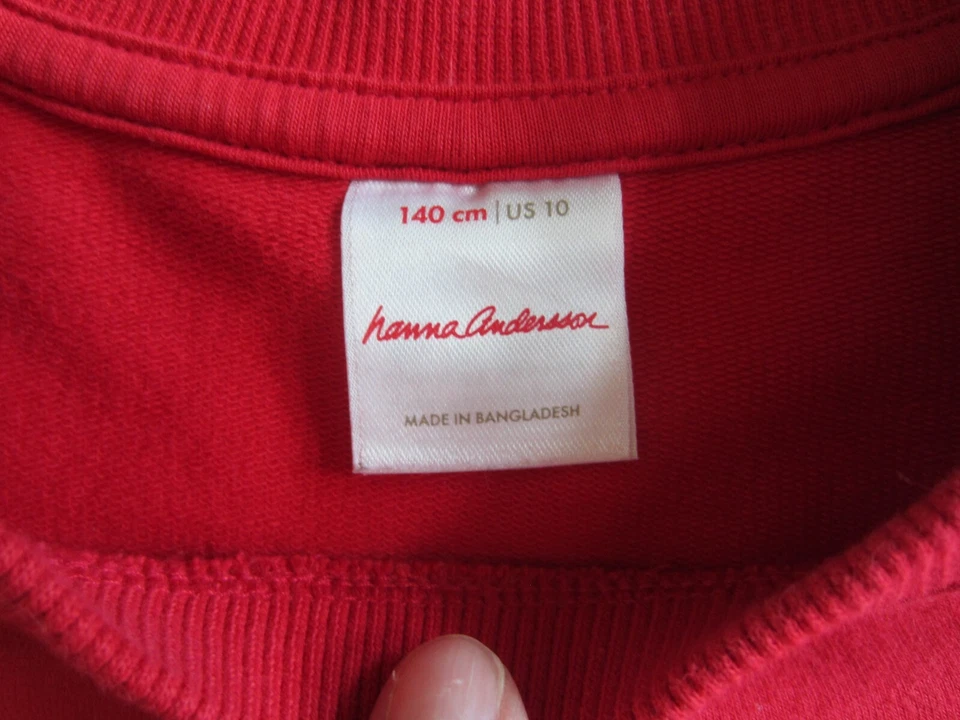 140 cm | US 10
hanna Andersson
MADE IN BANGLADESH